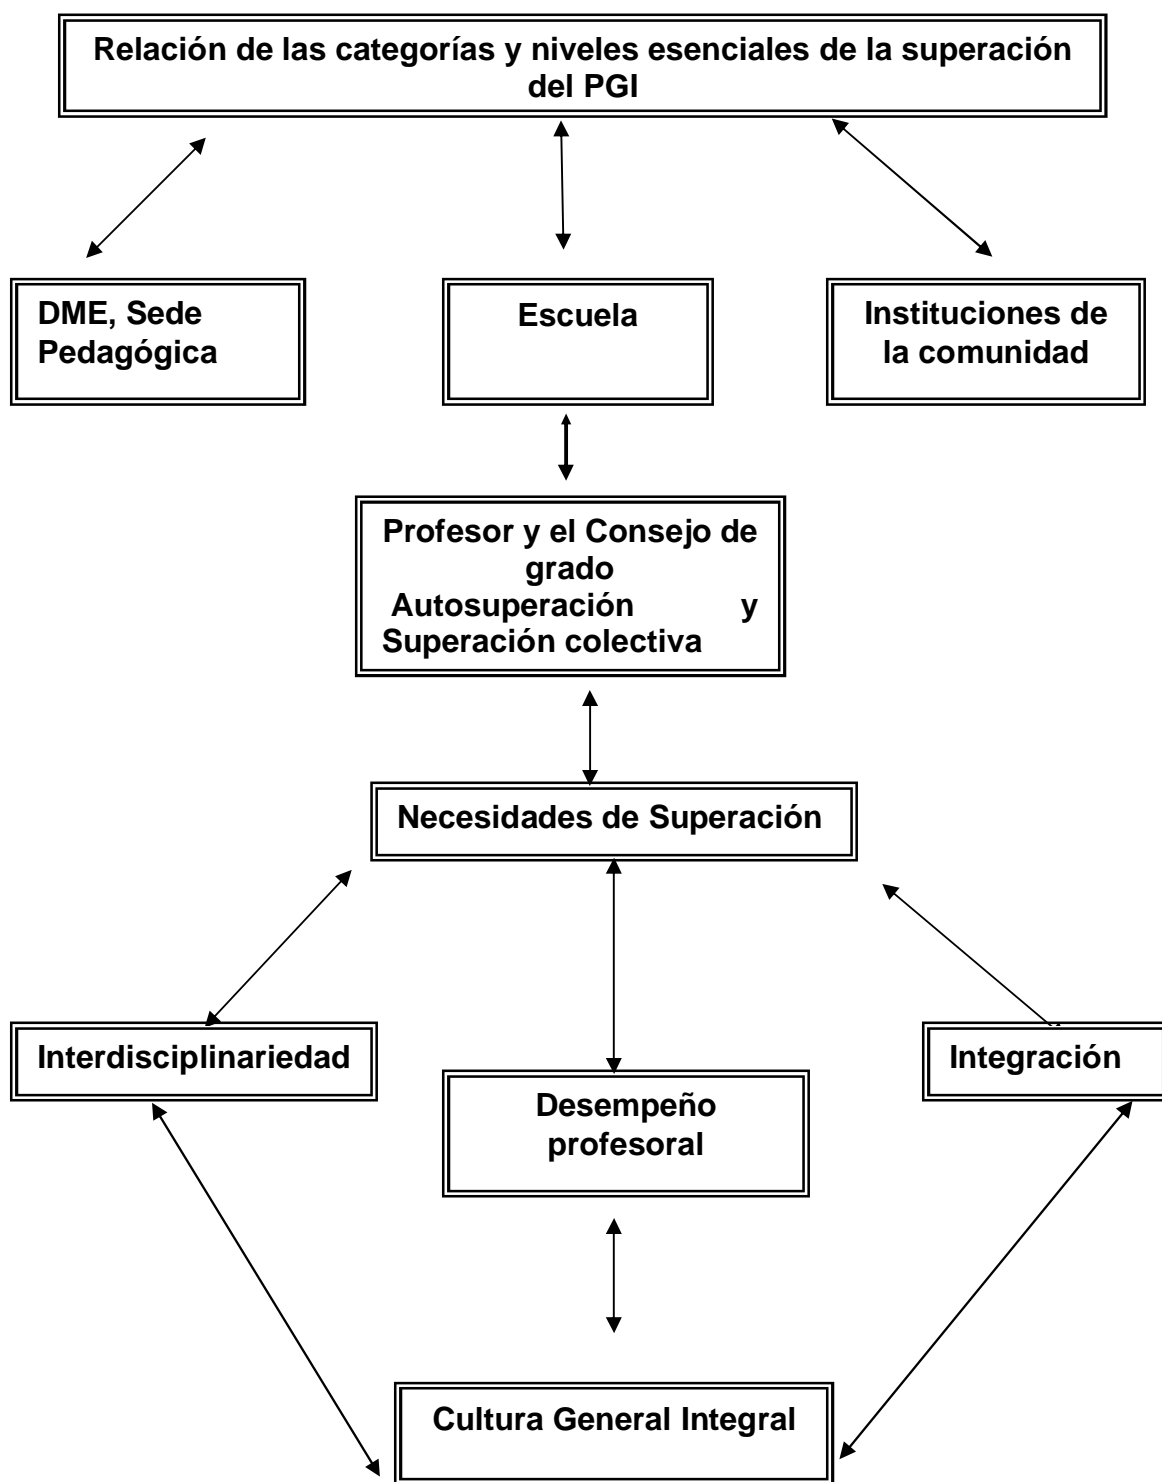 Relación de las categorías y niveles esenciales de la superación
del PGI
DME, Sede
Pedagógica
Escuela
Instituciones de
la comunidad
Profesor y el Consejo de
grado
Autosuperación y
Superación colectiva
Necesidades de Superación
Interdisciplinariedad
Integración
Desempeño
profesoral
Cultura General Integral